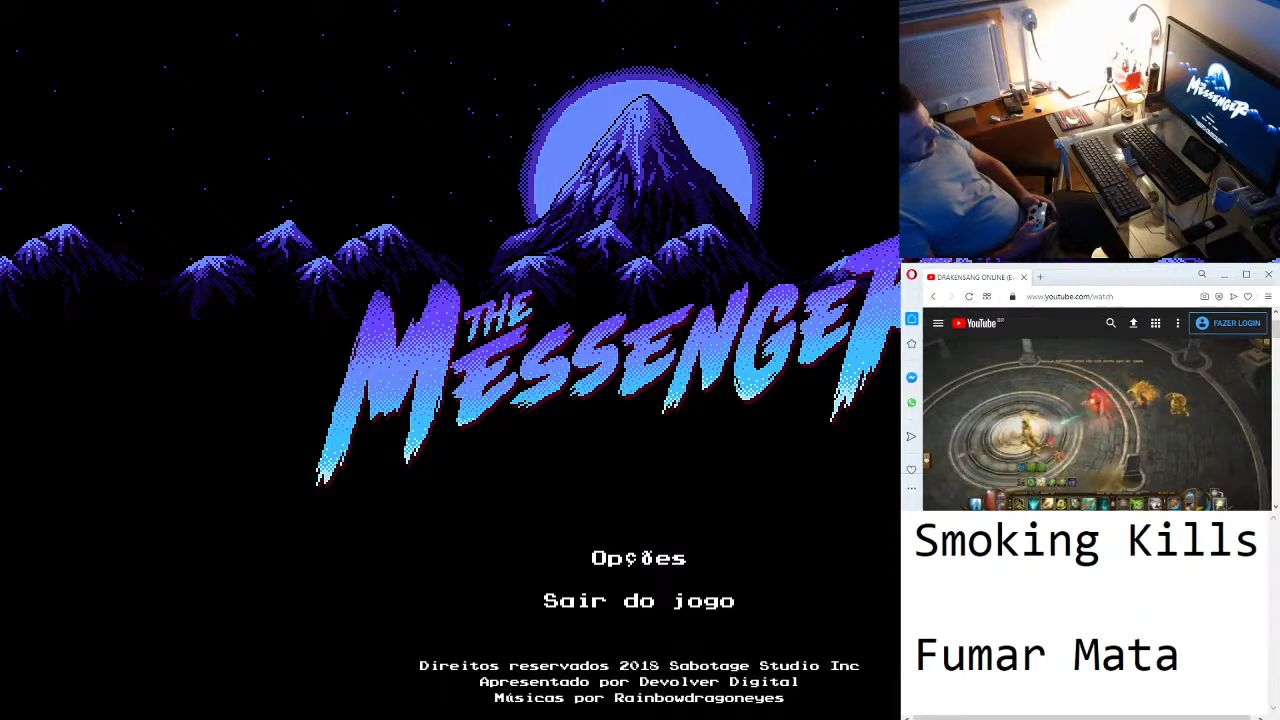 THE
MESSENGER
Opções
Sair do jogo
Direitos reservados 2018 Sabotage Studio Inc
Apresentado por Devolver Digital
Músicas por Rainbowdragoneyes
MESSENGER
DRAKENSANG ONLINE (E
www.youtube.com/watch
YouTube BR
FAZER LOGIN
Smoking Kills
Fumar Mata